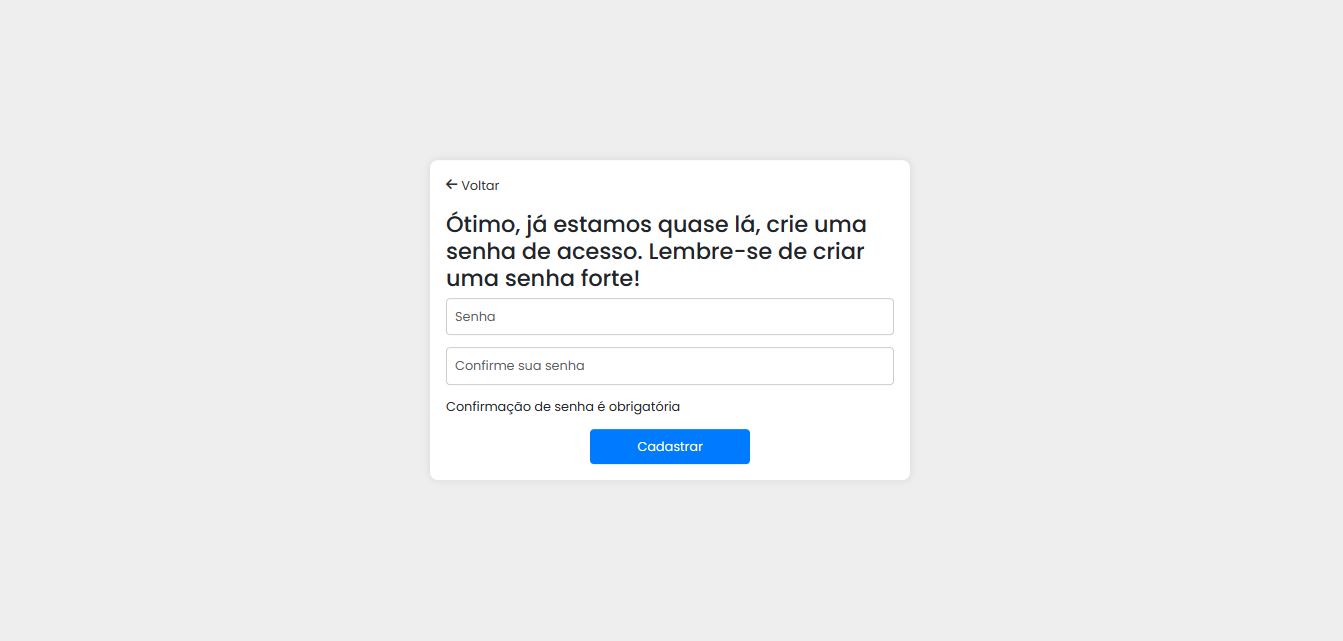 Voltar
Ótimo, já estamos quase lá, crie uma
senha de acesso. Lembre-se de criar
uma senha forte!
Senha
Confirme sua senha
Confirmação de senha é obrigatória
Cadastrar